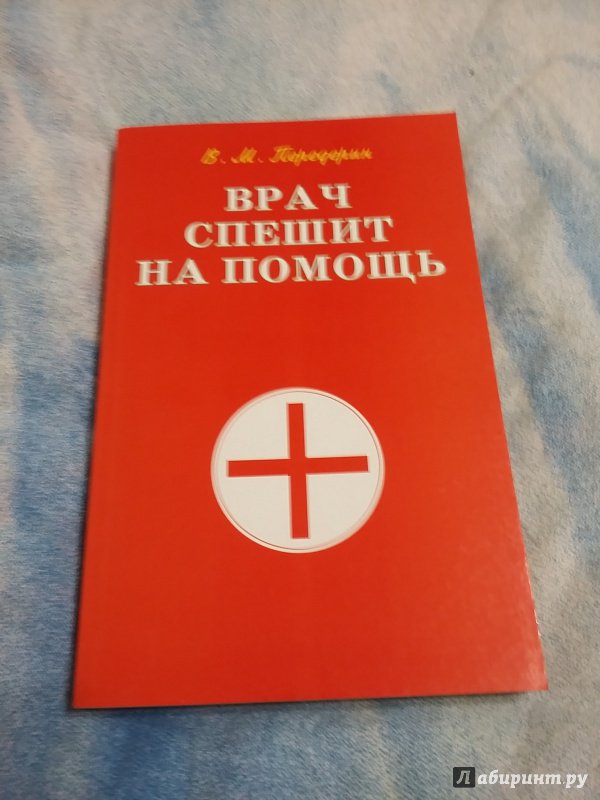 В. М. Передерин
ВРАЧ
СПЕШИТ
НА ПОМОЩЬ
Лабиринт.ру